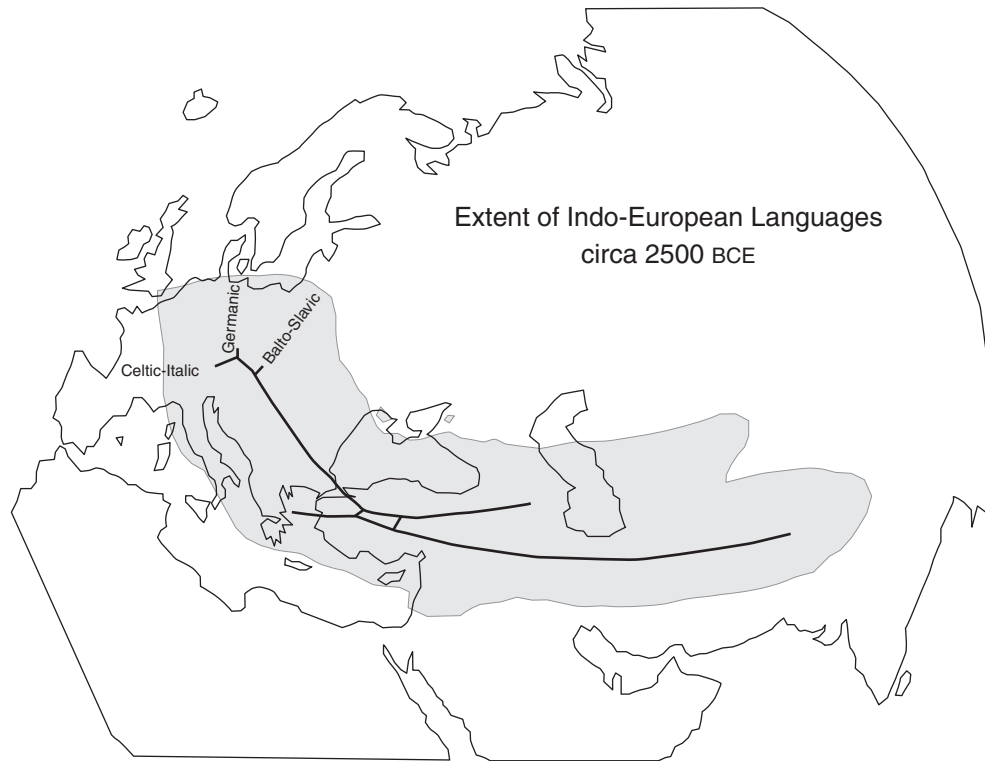 Extent of Indo-European Languages
circa 2500 BCE
Germanic
Balto-Slavic
Celtic-Italic